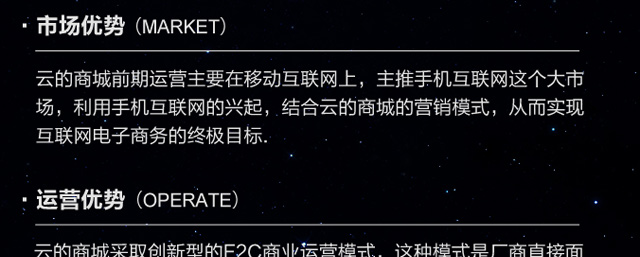 · 市场优势（MARKET）
云的商城前期运营主要在移动互联网上，主推手机互联网这个大市
场，利用手机互联网的兴起，结合云的商城的营销模式，从而实现
互联网电子商务的终极目标.
· 运营优势（OPERATE）
云的商城采取创新型的F2C商业运营模式，这种模式是厂商直接面